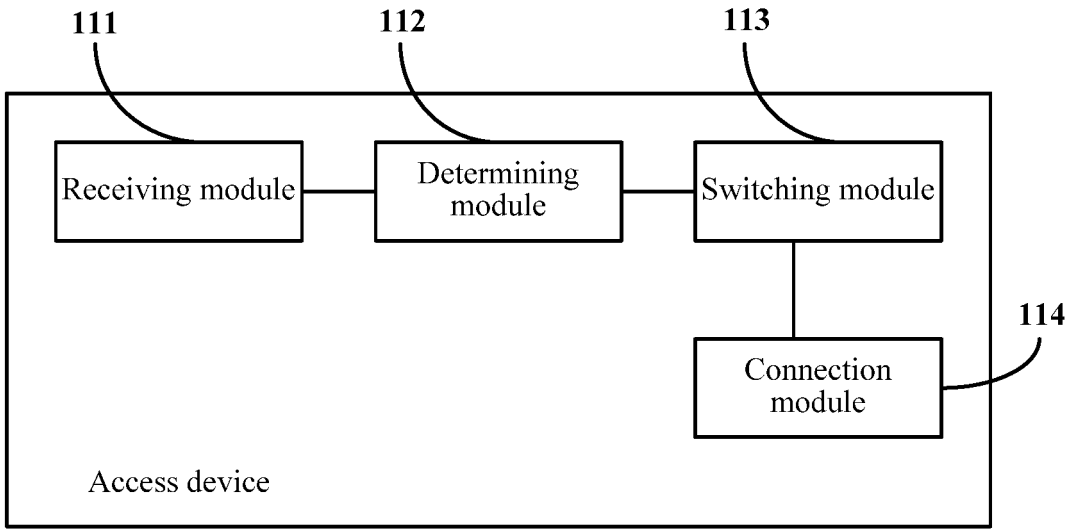 111
112
113
Receiving module
Determining
module
Switching module
114
Connection
module
Access device